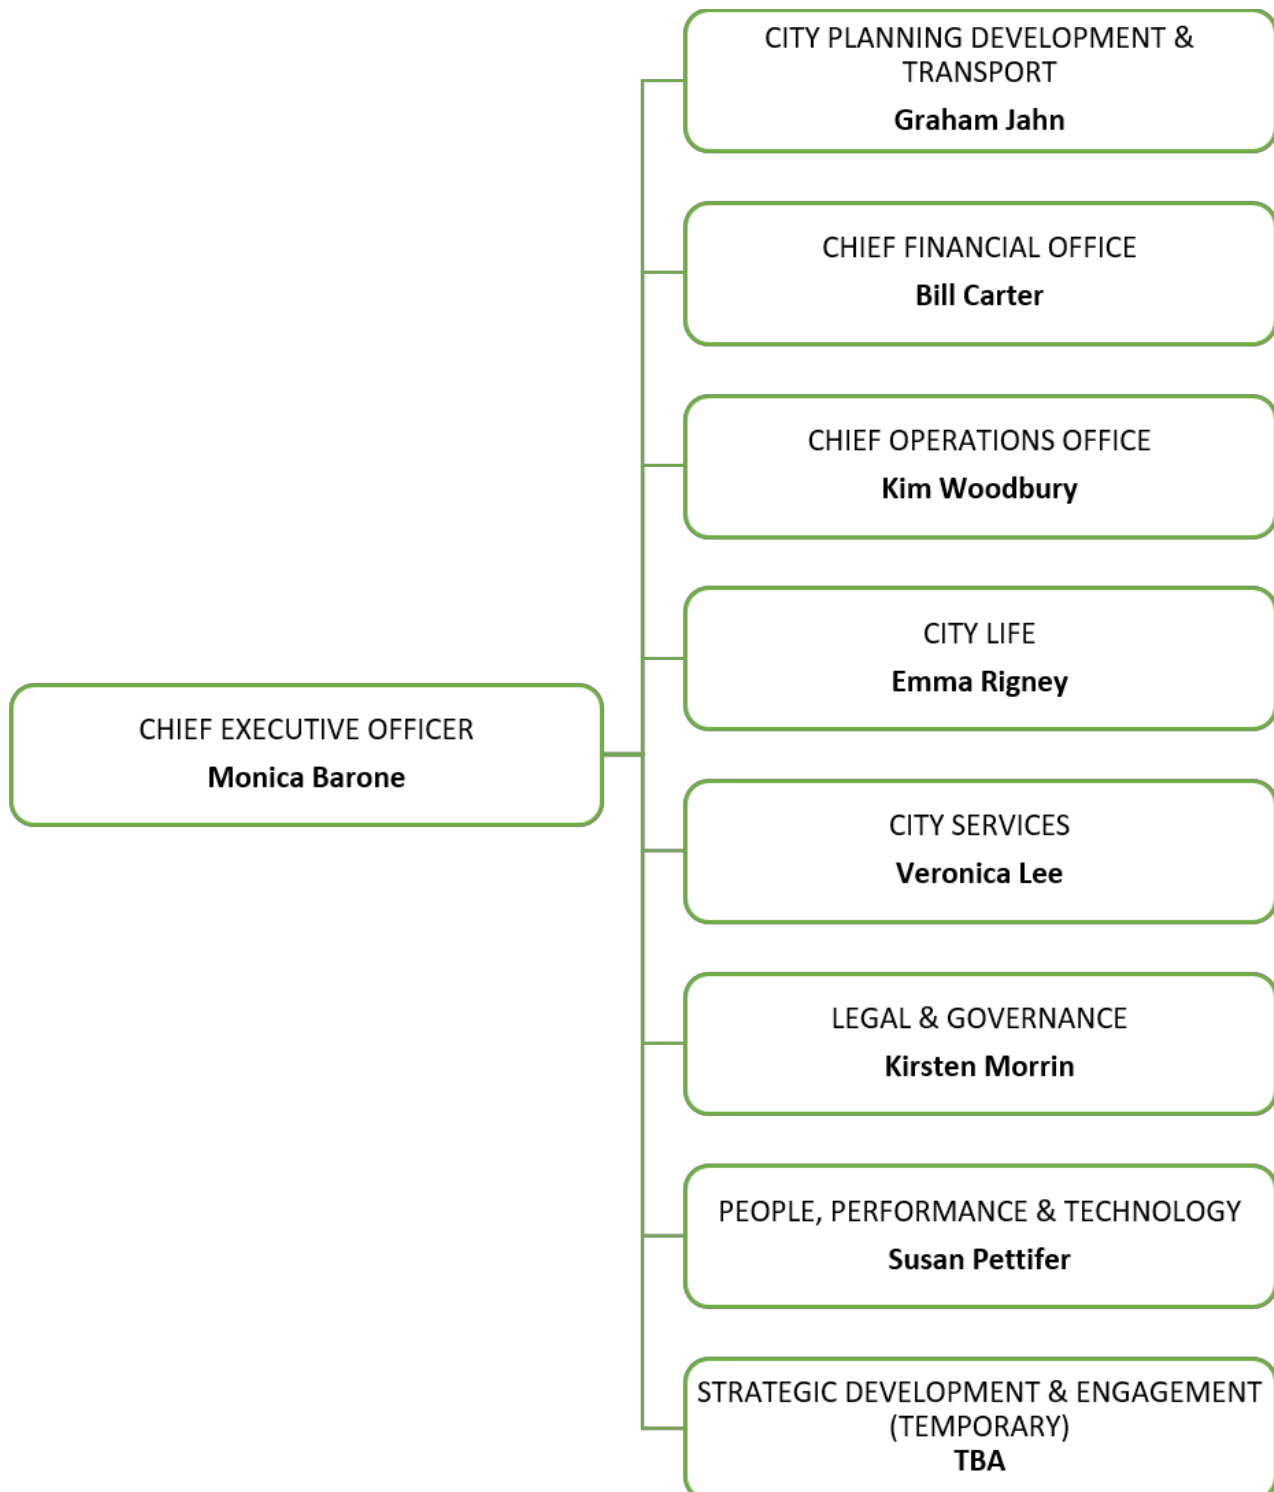 CITY PLANNING DEVELOPMENT &
TRANSPORT
Graham Jahn
CHIEF FINANCIAL OFFICE
Bill Carter
CHIEF OPERATIONS OFFICE
Kim Woodbury
CITY LIFE
Emma Rigney
CHIEF EXECUTIVE OFFICER
Monica Barone
CITY SERVICES
Veronica Lee
LEGAL & GOVERNANCE
Kirsten Morrin
PEOPLE, PERFORMANCE & TECHNOLOGY
Susan Pettifer
STRATEGIC DEVELOPMENT & ENGAGEMENT
(TEMPORARY)
TBA